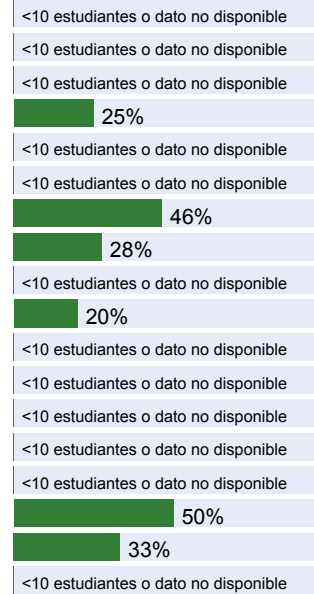 <10 estudiantes o dato no disponible
<10 estudiantes o dato no disponible
<10 estudiantes o dato no disponible
25%
<10 estudiantes o dato no disponible
<10 estudiantes o dato no disponible
46%
28%
<10 estudiantes o dato no disponible
20%
<10 estudiantes o dato no disponible
<10 estudiantes o dato no disponible
<10 estudiantes o dato no disponible
<10 estudiantes o dato no disponible
<10 estudiantes o dato no disponible
50%
33%
<10 estudiantes o dato no disponible